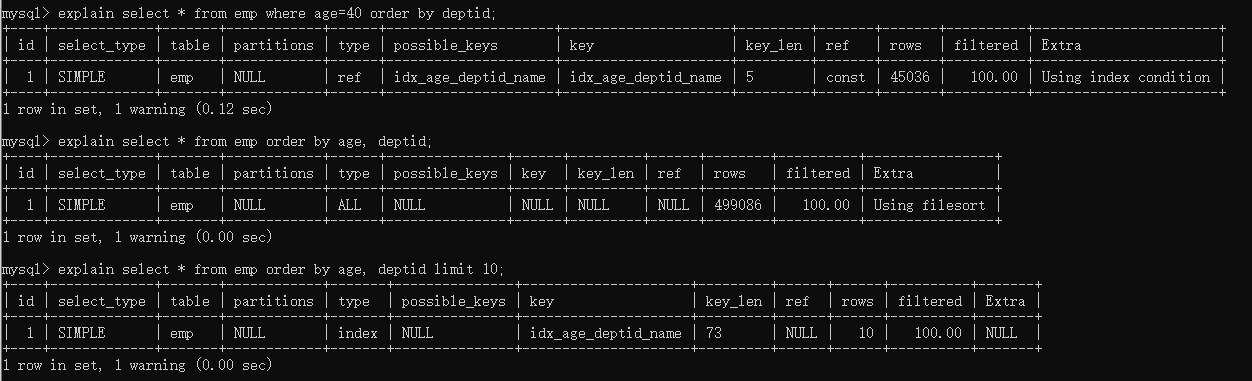 mysql> explain select * from emp where age=40 order by deptid;
+----+-------------+-------+------------+------+---------------------+---------------------+---------+-------+-------+----------+-----------------------+
| id | select_type | table | partitions | type | possible_keys       | key                 | key_len | ref   | rows  | filtered | Extra                 |
+----+-------------+-------+------------+------+---------------------+---------------------+---------+-------+-------+----------+-----------------------+
|  1 | SIMPLE      | emp   | NULL       | ref  | idx_age_deptid_name | idx_age_deptid_name | 5       | const | 45036 |   100.00 | Using index condition |
+----+-------------+-------+------------+------+---------------------+---------------------+---------+-------+-------+----------+-----------------------+
1 row in set, 1 warning (0.12 sec)
mysql> explain select * from emp order by age, deptid;
+----+-------------+-------+------------+------+---------------+------+---------+------+--------+----------+----------------+
| id | select_type | table | partitions | type | possible_keys | key  | key_len | ref  | rows   | filtered | Extra          |
+----+-------------+-------+------------+------+---------------+------+---------+------+--------+----------+----------------+
|  1 | SIMPLE      | emp   | NULL       | ALL  | NULL          | NULL | NULL    | NULL | 499086 |   100.00 | Using filesort |
+----+-------------+-------+------------+------+---------------+------+---------+------+--------+----------+----------------+
1 row in set, 1 warning (0.00 sec)
mysql> explain select * from emp order by age, deptid limit 10;
+----+-------------+-------+------------+-------+---------------+---------------------+---------+------+------+----------+-------+
| id | select_type | table | partitions | type  | possible_keys | key                 | key_len | ref  | rows | filtered | Extra |
+----+-------------+-------+------------+-------+---------------+---------------------+---------+------+------+----------+-------+
|  1 | SIMPLE      | emp   | NULL       | index | NULL          | idx_age_deptid_name | 73      | NULL |   10 |   100.00 | NULL  |
+----+-------------+-------+------------+-------+---------------+---------------------+---------+------+------+----------+-------+
1 row in set, 1 warning (0.00 sec)